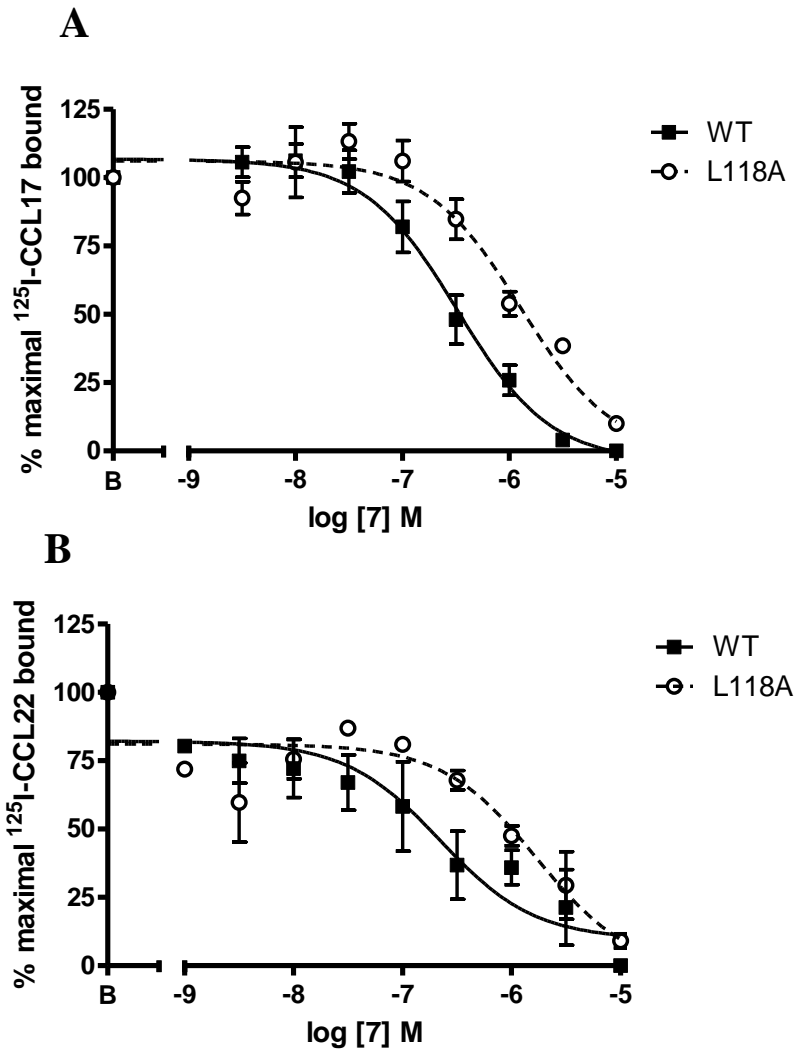 A
% maximal ¹²⁵I-CCL17 bound
125
100
75
50
25
0
B
-9
-8
-7
-6
-5
log [7] M
WT
L118A
B
% maximal ¹²⁵I-CCL22 bound
125
100
75
50
25
0
B
-9
-8
-7
-6
-5
log [7] M
WT
L118A